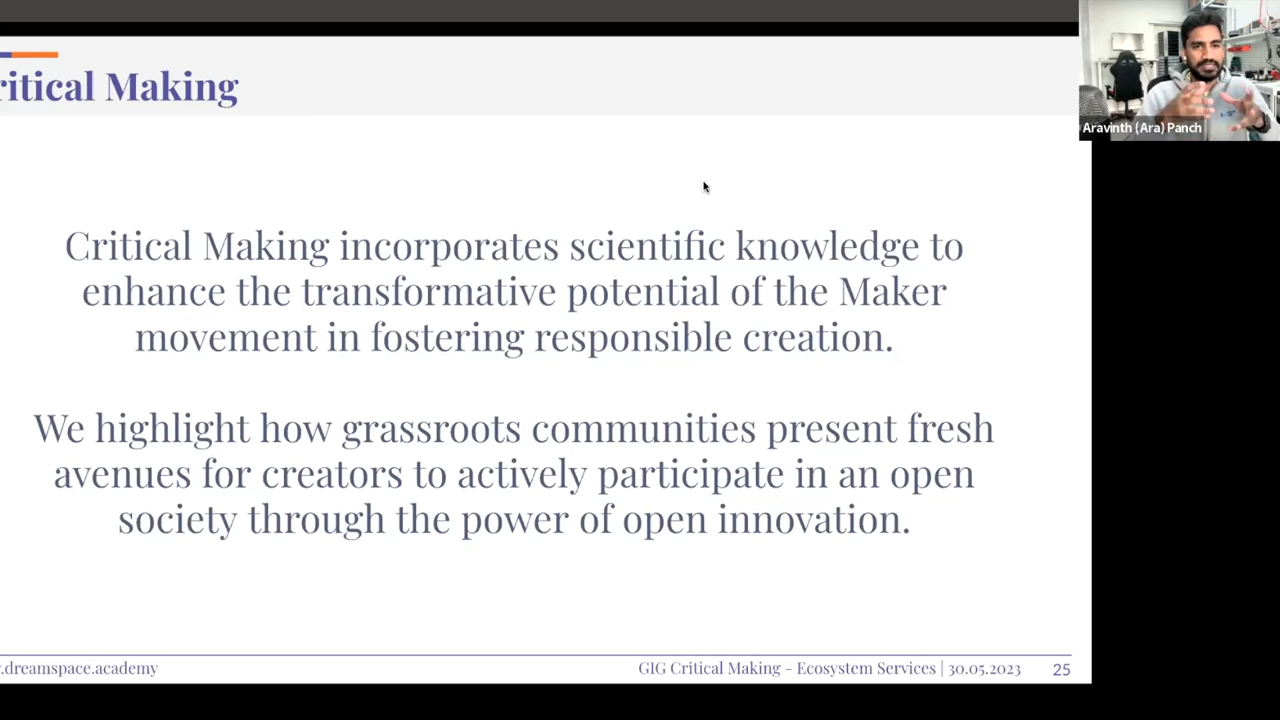 ritical Making
Aravinth (Ara) Panch
Critical Making incorporates scientific knowledge to
enhance the transformative potential of the Maker
movement in fostering responsible creation.
We highlight how grassroots communities present fresh
avenues for creators to actively participate in an open
society through the power of open innovation.
.dreamspace.academy
GIG Critical Making - Ecosystem Services | 30.05.2023
25